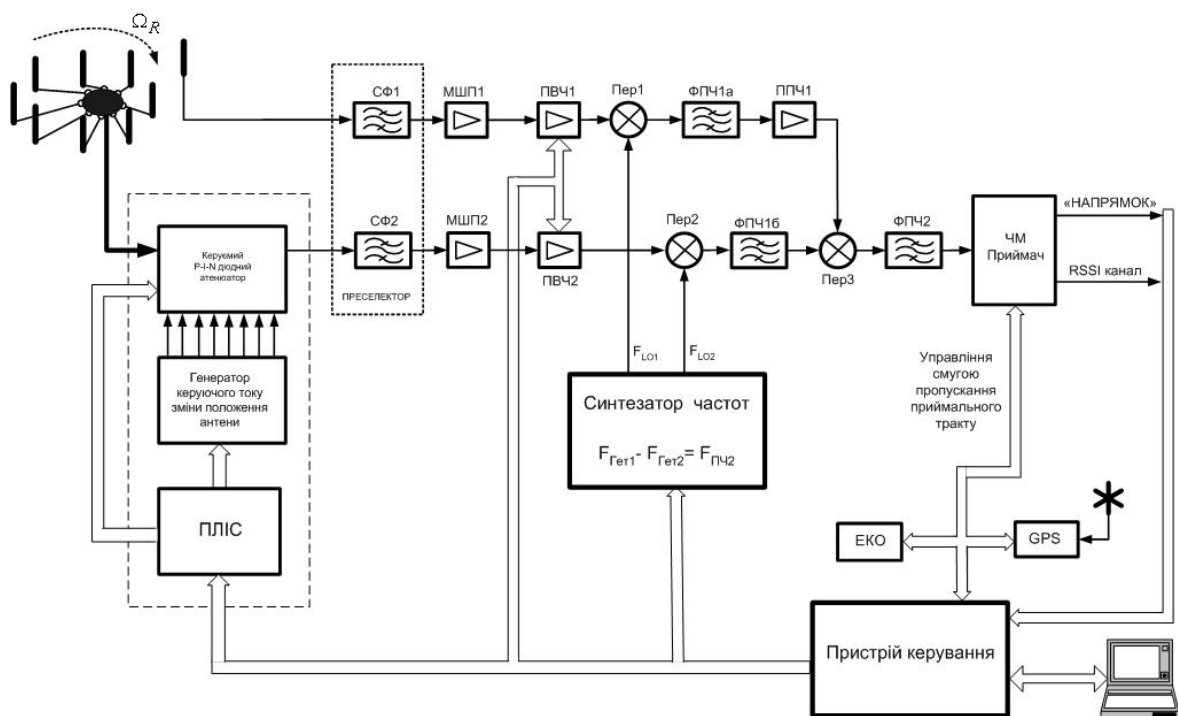 Ω_R
СФ1
МШП1
ПВЧ1
Пер1
ФПЧ1а
ППЧ1
СФ2
МШП2
ПВЧ2
Пер2
ФПЧ1б
Пер3
ФПЧ2
ЧМ
Приймач
«НАПРЯМОК»
RSSI канал
ПРЕСЕЛЕКТОР
Керуємий
P-I-N діодний
атенюатор
Генератор
керуючого току
зміни положення
антени
ПЛІС
F_LO1
F_LO2
Синтезатор частот
F_Гет1 - F_Гет2 = F_ПЧ2
Управління
смугою
пропускання
приймального
тракту
ЕКО
GPS
Пристрій керування